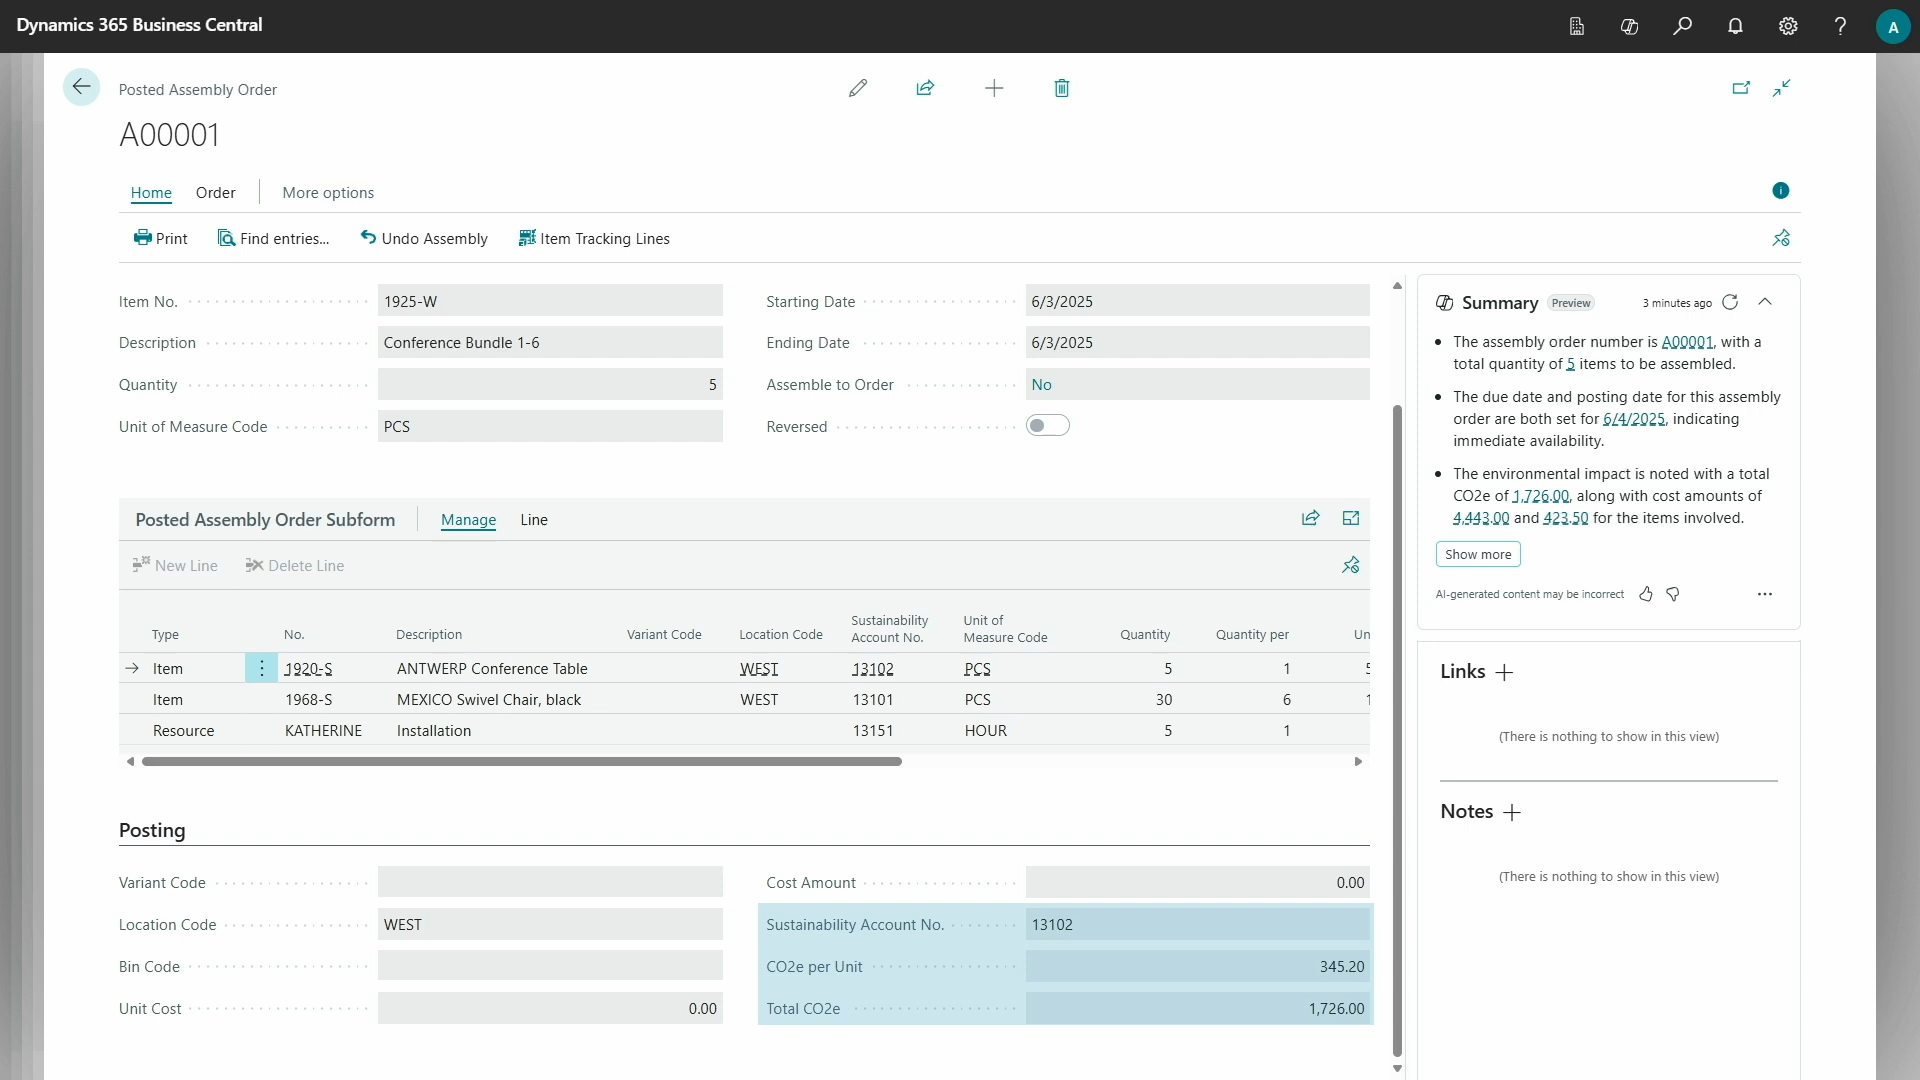 Dynamics 365 Business Central
A
Posted Assembly Order
A00001
Home Order More options
Print Find entries... Undo Assembly Item Tracking Lines
Item No. 1925-W
Description Conference Bundle 1-6
Quantity 5
Unit of Measure Code PCS
Starting Date 6/3/2025
Ending Date 6/3/2025
Assemble to Order No
Reversed
Posted Assembly Order Subform Manage Line
New Line Delete Line
Type No. Description Variant Code Location Code Sustainability Account No. Unit of Measure Code Quantity Quantity per Un
Item 1920-S ANTWERP Conference Table WEST 13102 PCS 5 1
Item 1968-S MEXICO Swivel Chair, black WEST 13101 PCS 30 6
Resource KATHERINE Installation 13151 HOUR 5 1
Posting
Variant Code
Location Code WEST
Bin Code
Unit Cost 0.00
Cost Amount 0.00
Sustainability Account No. 13102
CO2e per Unit 345.20
Total CO2e 1,726.00
Summary Preview 3 minutes ago
• The assembly order number is A00001, with a
total quantity of 5 items to be assembled.
• The due date and posting date for this assembly
order are both set for 6/4/2025, indicating
immediate availability.
• The environmental impact is noted with a total
CO2e of 1,726.00, along with cost amounts of
4,443.00 and 423.50 for the items involved.
Show more
AI-generated content may be incorrect
Links
(There is nothing to show in this view)
Notes
(There is nothing to show in this view)